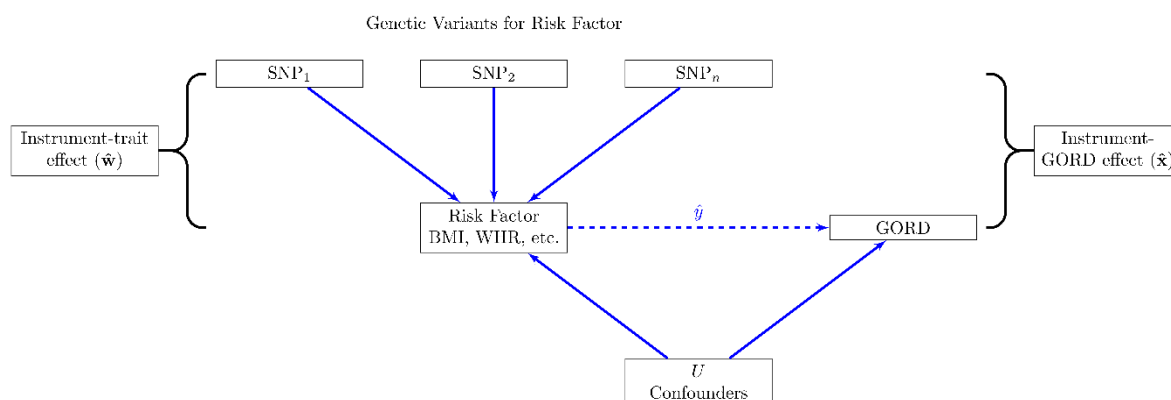 Genetic Variants for Risk Factor
SNP₁
SNP₂
SNPₙ
Instrument-trait
effect (ŵ)
Instrument-
GORD effect (x̂)
Risk Factor
BMI, WHR, etc.
ŷ
GORD
U
Confounders